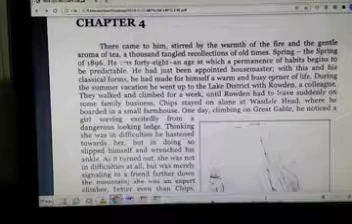 CHAPTER 4
There came to him, stirred by the warmth of the fire and the gentle
aroma of tea, a thousand tangled recollections of old times. Spring – the Spring
of 1896. He was forty-eight–an age at which a permanence of habits begins to
be predictable. He had just been appointed housemaster; with this and his
classical forms, he had made for himself a warm and busy corner of life. During
the summer vacation he went up to the Lake District with Rowden, a colleague.
They walked and climbed for a week, until Rowden had to leave suddenly on
some family business. Chips stayed on alone at Wasdale Head, where he
boarded in a small farmhouse. One day, climbing on Great Gable, he noticed a
girl waving excitedly from a
dangerous looking ledge. Thinking
she was in difficulties he hastened
towards her, but in doing so
slipped himself and wrenched his
ankle. As it turned out, she was not
in difficulties at all, but was merely
signaling to a friend farther down
the mountain; she was an expert
climber, better even than Chips,